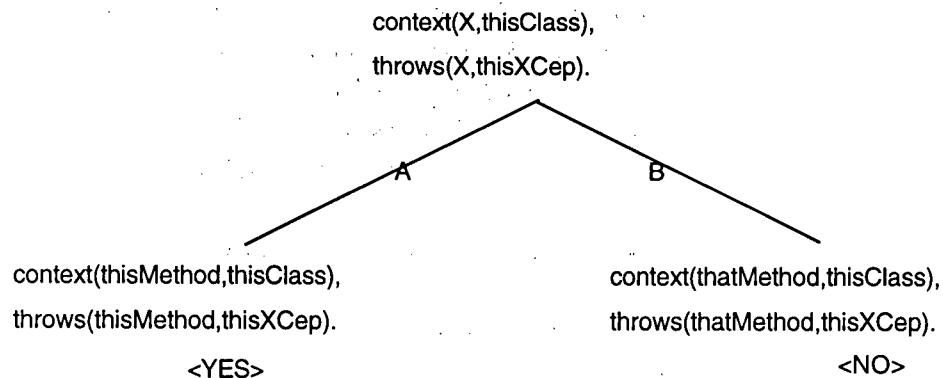 context(X,thisClass),
throws(X,thisXCep).
A
B
context(thisMethod,thisClass),
throws(thisMethod,thisXCep).
<YES>
context(thatMethod,thisClass),
throws(thatMethod,thisXCep).
<NO>